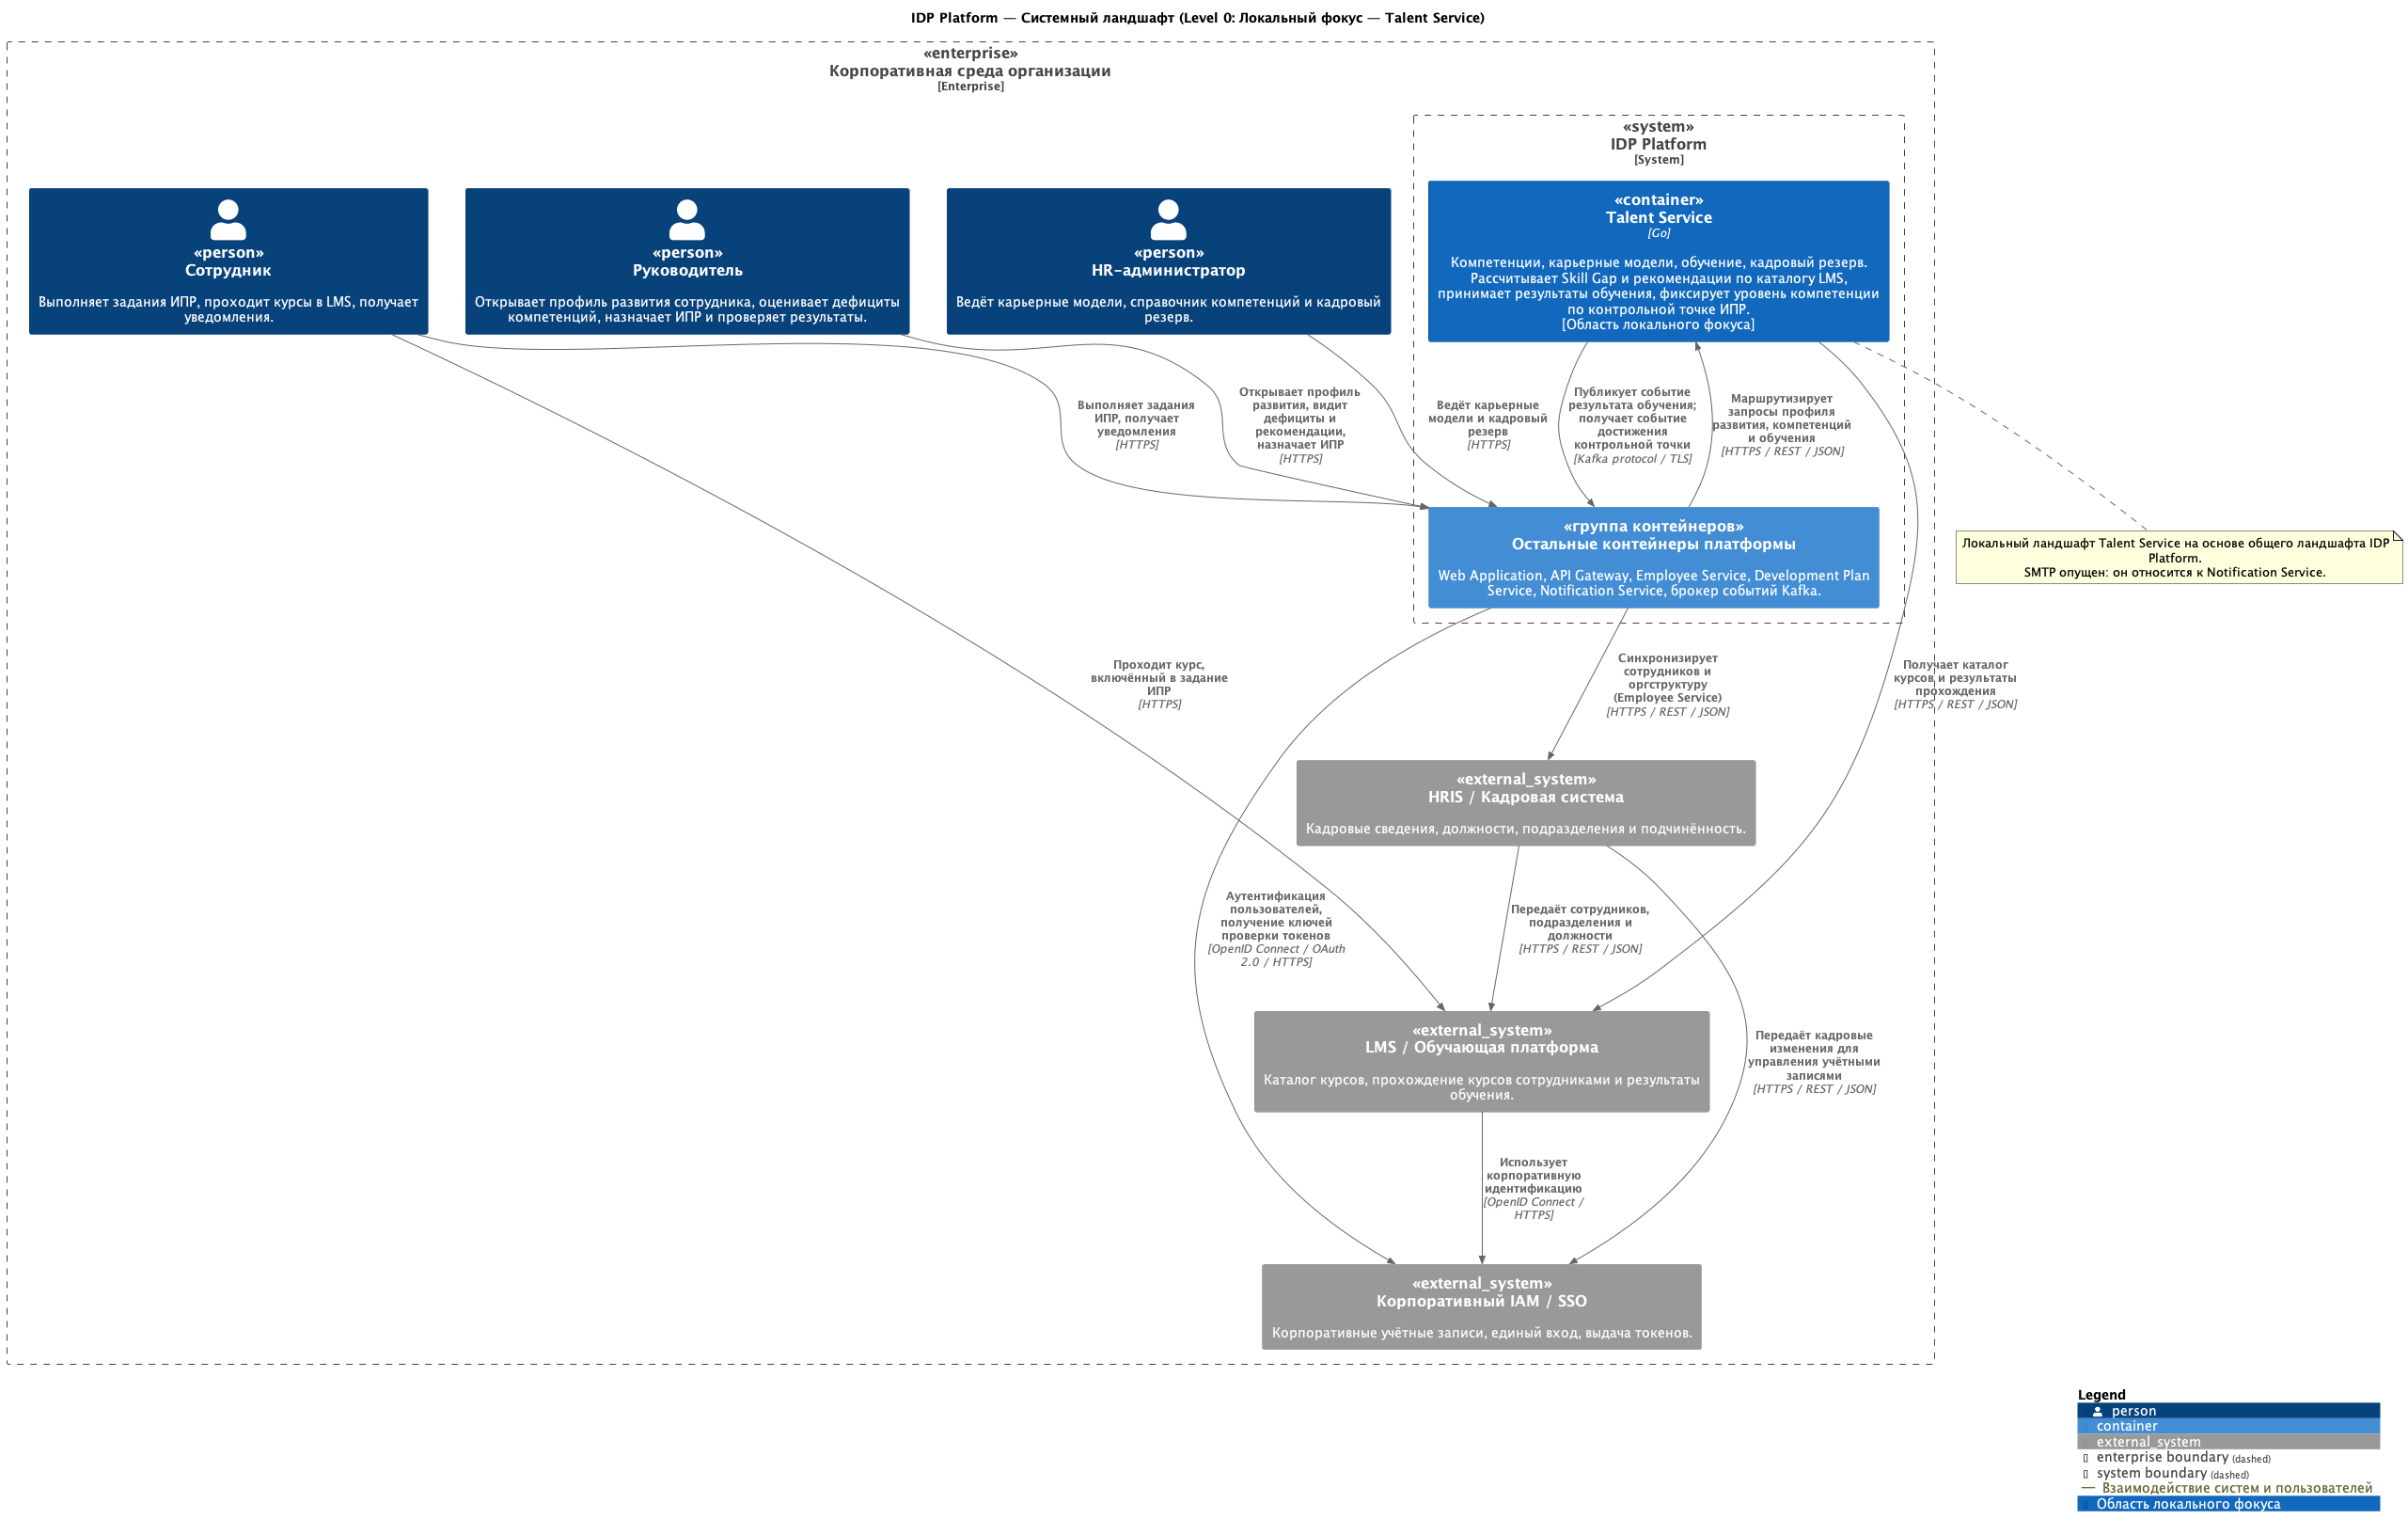 IDP Platform — Системный ландшафт (Level 0: Локальный фокус — Talent Service)
«enterprise»
Корпоративная среда организации
[Enterprise]
«system»
IDP Platform
[System]
«person»
Сотрудник
Выполняет задания ИПР, проходит курсы в LMS, получает
уведомления.
«person»
Руководитель
Открывает профиль развития сотрудника, оценивает дефициты
компетенций, назначает ИПР и проверяет результаты.
«person»
HR-администратор
Ведёт карьерные модели, справочник компетенций и кадровый
резерв.
«container»
Talent Service
[Go]
Компетенции, карьерные модели, обучение, кадровый резерв.
Рассчитывает Skill Gap и рекомендации по каталогу LMS,
принимает результаты обучения, фиксирует уровень компетенции
по контрольной точке ИПР.
[Область локального фокуса]
Выполняет задания
ИПР, получает
уведомления
[HTTPS]
Открывает профиль
развития, видит
дефициты и
рекомендации,
назначает ИПР
[HTTPS]
Ведёт карьерные
модели и кадровый
резерв
[HTTPS]
Публикует событие
результата обучения;
получает событие
достижения
контрольной точки
[Kafka protocol / TLS]
Маршрутизирует
запросы профиля
развития, компетенций
и обучения
[HTTPS / REST / JSON]
«группа контейнеров»
Остальные контейнеры платформы
Web Application, API Gateway, Employee Service, Development Plan
Service, Notification Service, брокер событий Kafka.
Локальный ландшафт Talent Service на основе общего ландшафта IDP
Platform.
SMTP опущен: он относится к Notification Service.
Проходит курс,
включённый в задание
ИПР
[HTTPS]
Синхронизирует
сотрудников и
оргструктуру
(Employee Service)
[HTTPS / REST / JSON]
Получает каталог
курсов и результаты
прохождения
[HTTPS / REST / JSON]
«external_system»
HRIS / Кадровая система
Кадровые сведения, должности, подразделения и подчинённость.
Аутентификация
пользователей,
получение ключей
проверки токенов
[OpenID Connect / OAuth
2.0 / HTTPS]
Передаёт сотрудников,
подразделения и
должности
[HTTPS / REST / JSON]
«external_system»
LMS / Обучающая платформа
Каталог курсов, прохождение курсов сотрудниками и результаты
обучения.
Передаёт кадровые
изменения для
управления учётными
записями
[HTTPS / REST / JSON]
Использует
корпоративную
идентификацию
[OpenID Connect /
HTTPS]
«external_system»
Корпоративный IAM / SSO
Корпоративные учётные записи, единый вход, выдача токенов.
Legend
person
container
external_system
enterprise boundary (dashed)
system boundary (dashed)
Взаимодействие систем и пользователей
Область локального фокуса